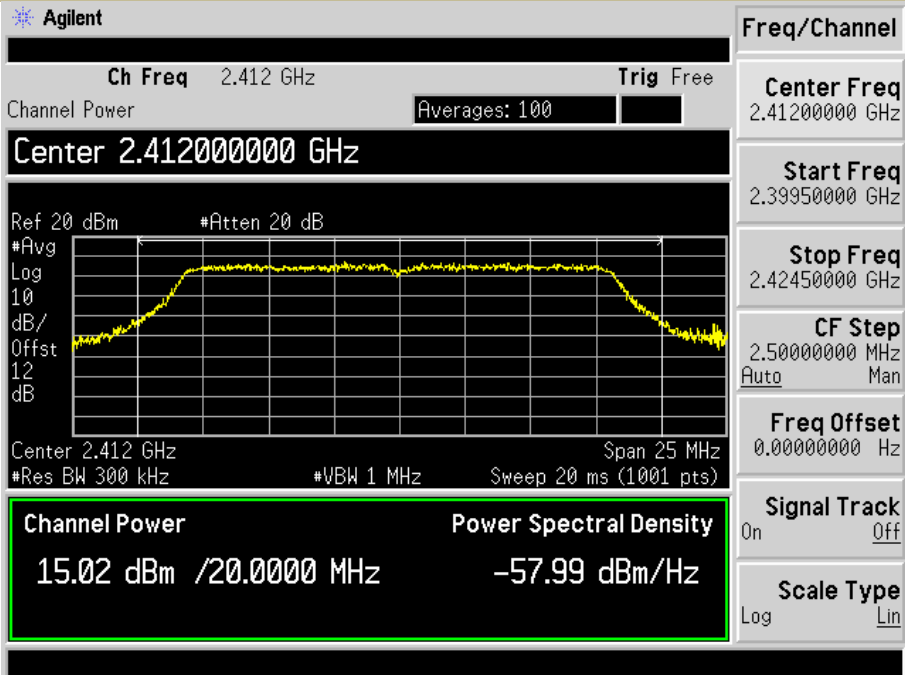 Agilent
Freq/Channel
Ch Freq 2.412 GHz Trig Free
Channel Power Averages: 100
Center 2.412000000 GHz
Ref 20 dBm #Atten 20 dB
#Avg
Log
10
dB/
Offst
12
dB
Center 2.412 GHz Span 25 MHz
#Res BW 300 kHz #VBW 1 MHz Sweep 20 ms (1001 pts)
Channel Power Power Spectral Density
15.02 dBm /20.0000 MHz -57.99 dBm/Hz
Center Freq
2.41200000 GHz
Start Freq
2.39950000 GHz
Stop Freq
2.42450000 GHz
CF Step
2.50000000 MHz
Auto Man
Freq Offset
0.00000000 Hz
Signal Track
On Off
Scale Type
Log Lin